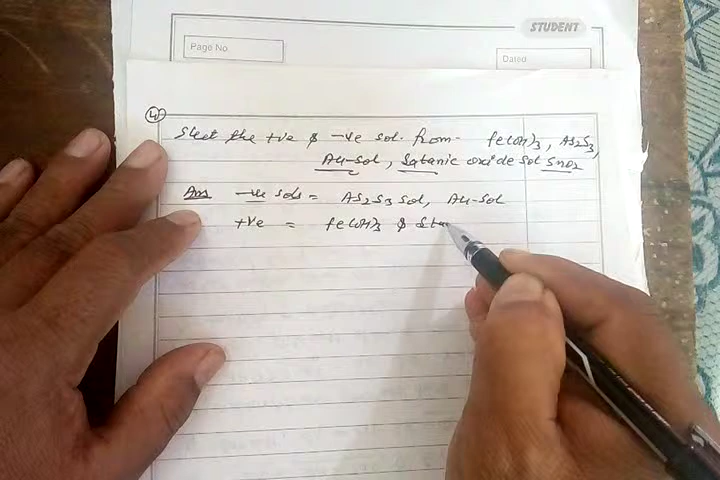 STUDENT
Page No
Dated
4)
Slect the +ve & -ve sol. from- Fe(OH)3, As2S3,
Au-sol, Satanic oxide sol SnO2
Ans -ve sols = As2S3 sol, Au-sol
+ve = Fe(OH)3 & sta